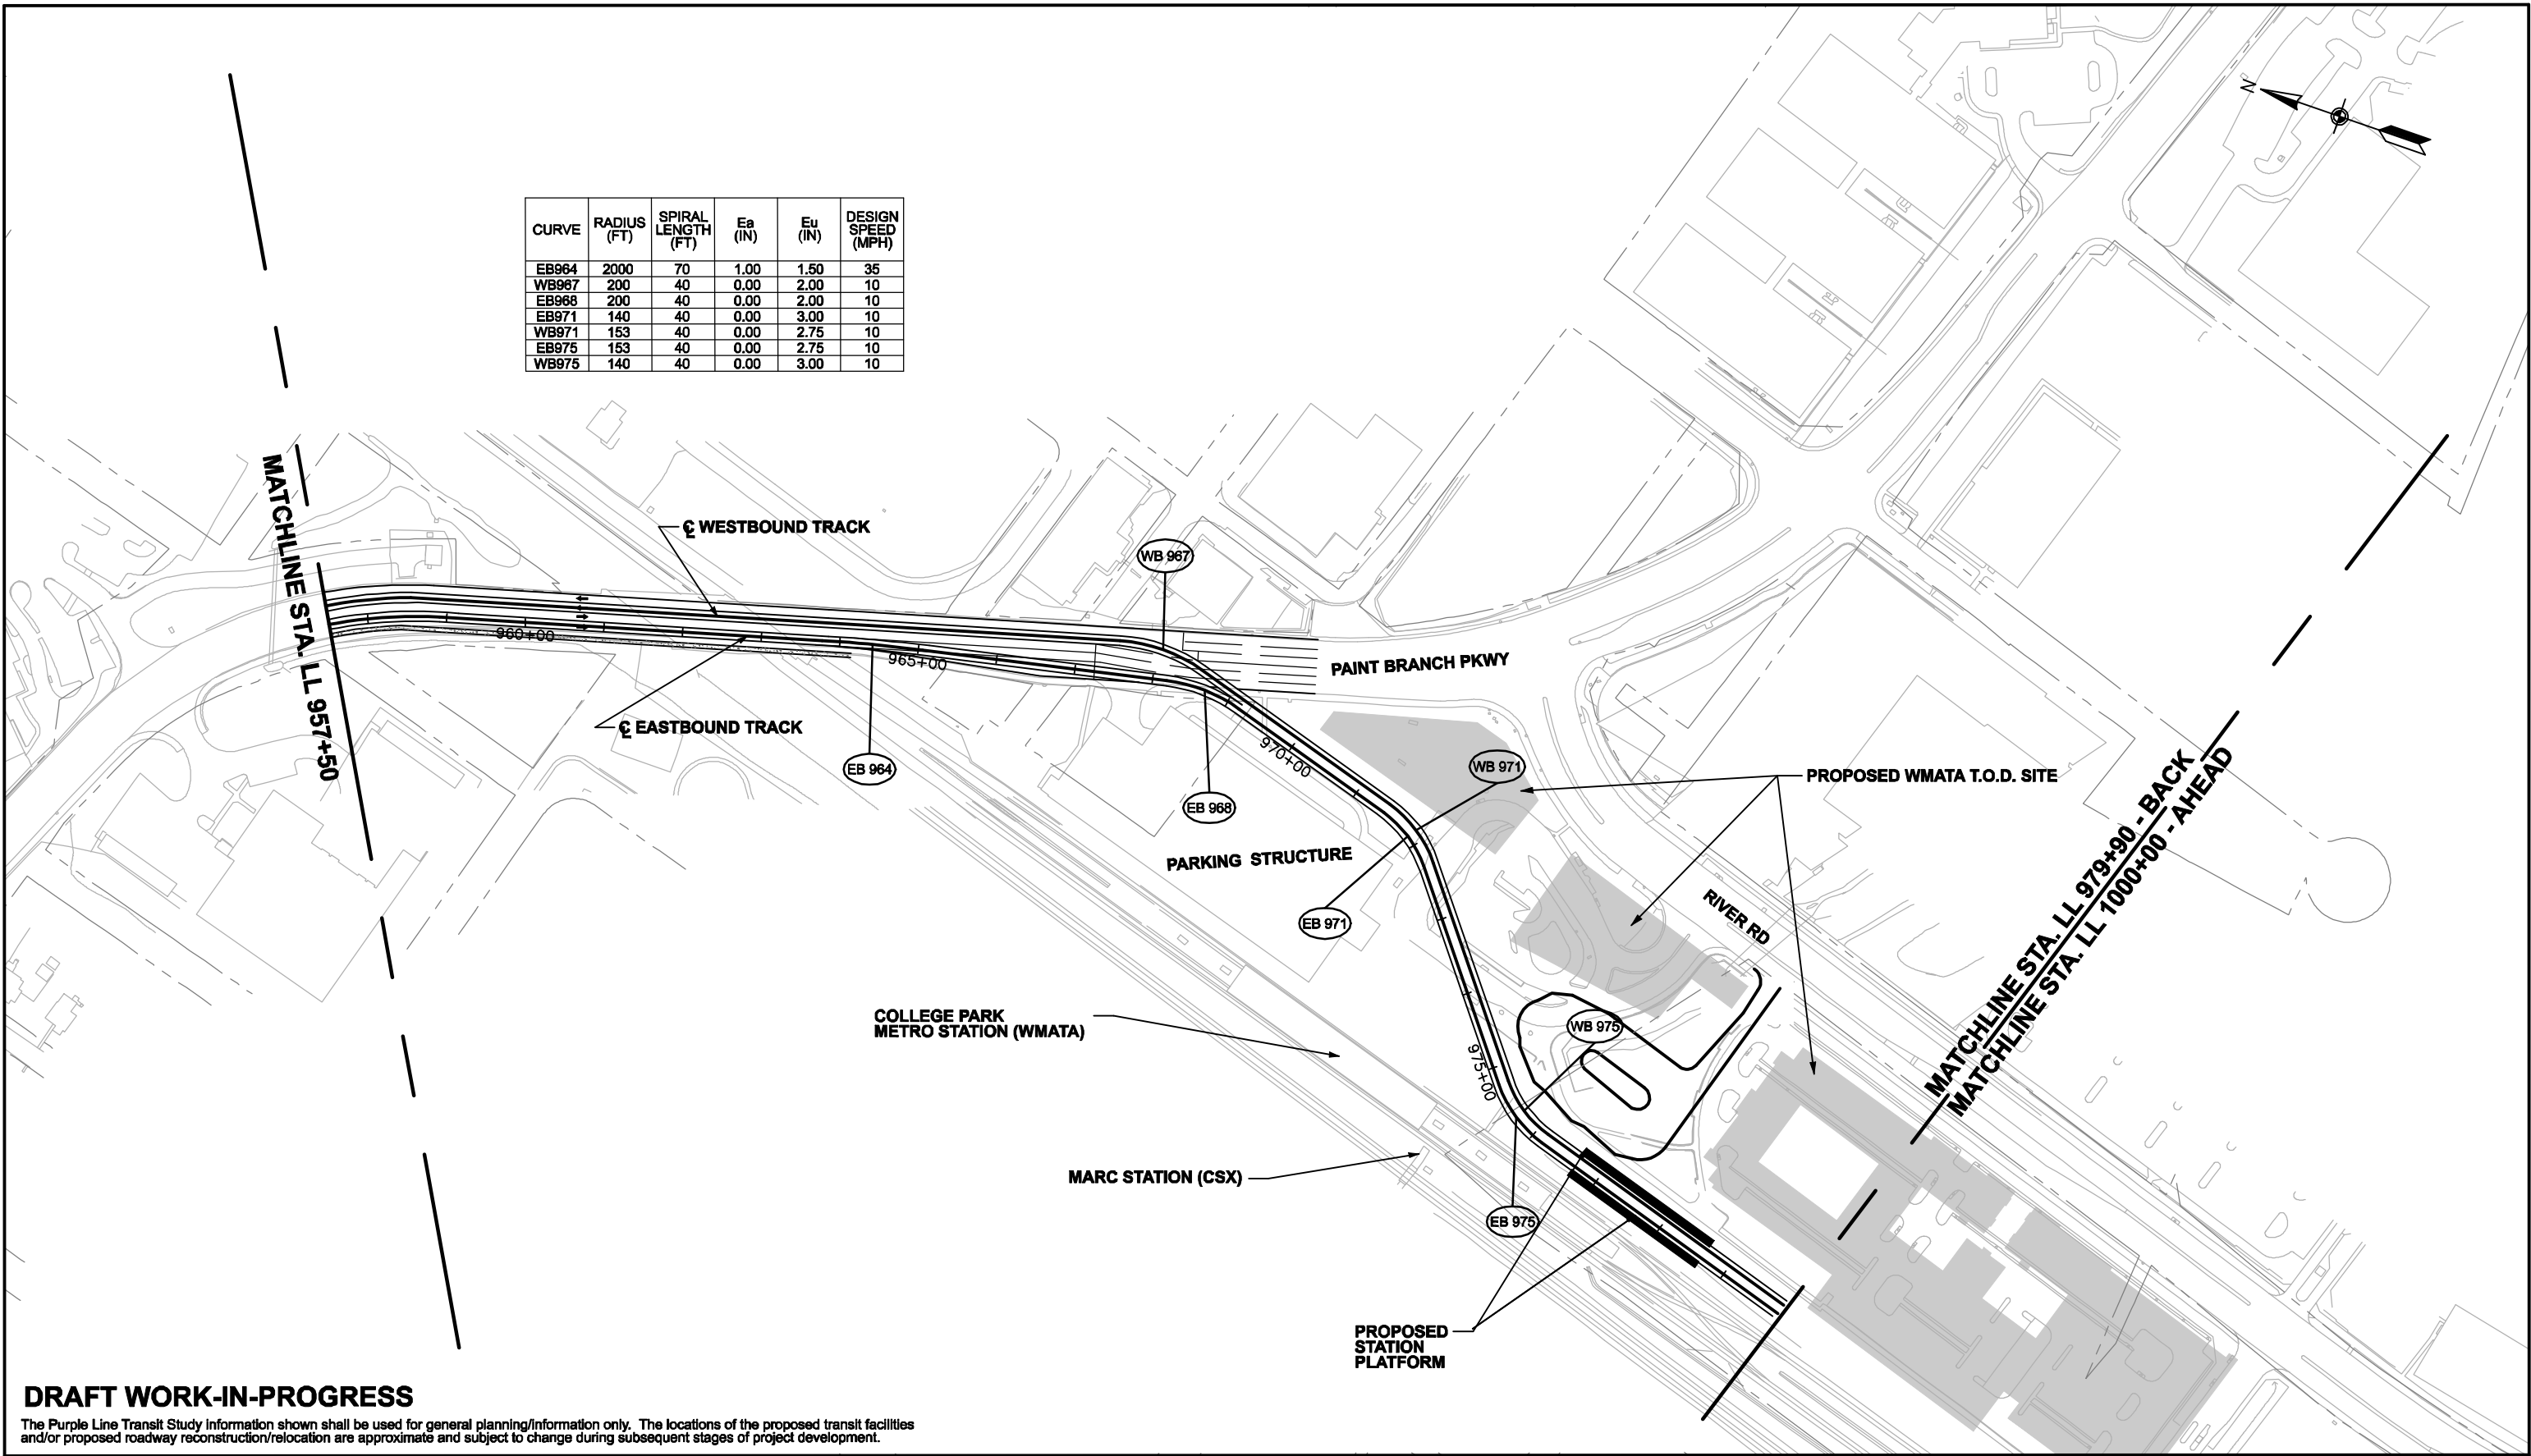 N
CURVE RADIUS (FT) SPIRAL LENGTH (FT) Ea (IN) Eu (IN) DESIGN SPEED (MPH)
EB964 2000 70 1.00 1.50 35
WB967 200 40 0.00 2.00 10
EB968 200 40 0.00 2.00 10
EB971 140 40 0.00 3.00 10
WB971 153 40 0.00 2.75 10
EB975 153 40 0.00 2.75 10
WB975 140 40 0.00 3.00 10
MATCHLINE STA. LL 957+50
℄ WESTBOUND TRACK
WB 967
960+00
965+00
PAINT BRANCH PKWY
℄ EASTBOUND TRACK
EB 964
EB 968
970+00
WB 971
PROPOSED WMATA T.O.D. SITE
PARKING STRUCTURE
EB 971
RIVER RD
MATCHLINE STA. LL 979+90 - BACK
MATCHLINE STA. LL 1000+00 - AHEAD
COLLEGE PARK
METRO STATION (WMATA)
WB 975
975+00
MARC STATION (CSX)
EB 975
PROPOSED
STATION
PLATFORM
DRAFT WORK-IN-PROGRESS
The Purple Line Transit Study information shown shall be used for general planning/information only. The locations of the proposed transit facilities
and/or proposed roadway reconstruction/relocation are approximate and subject to change during subsequent stages of project development.